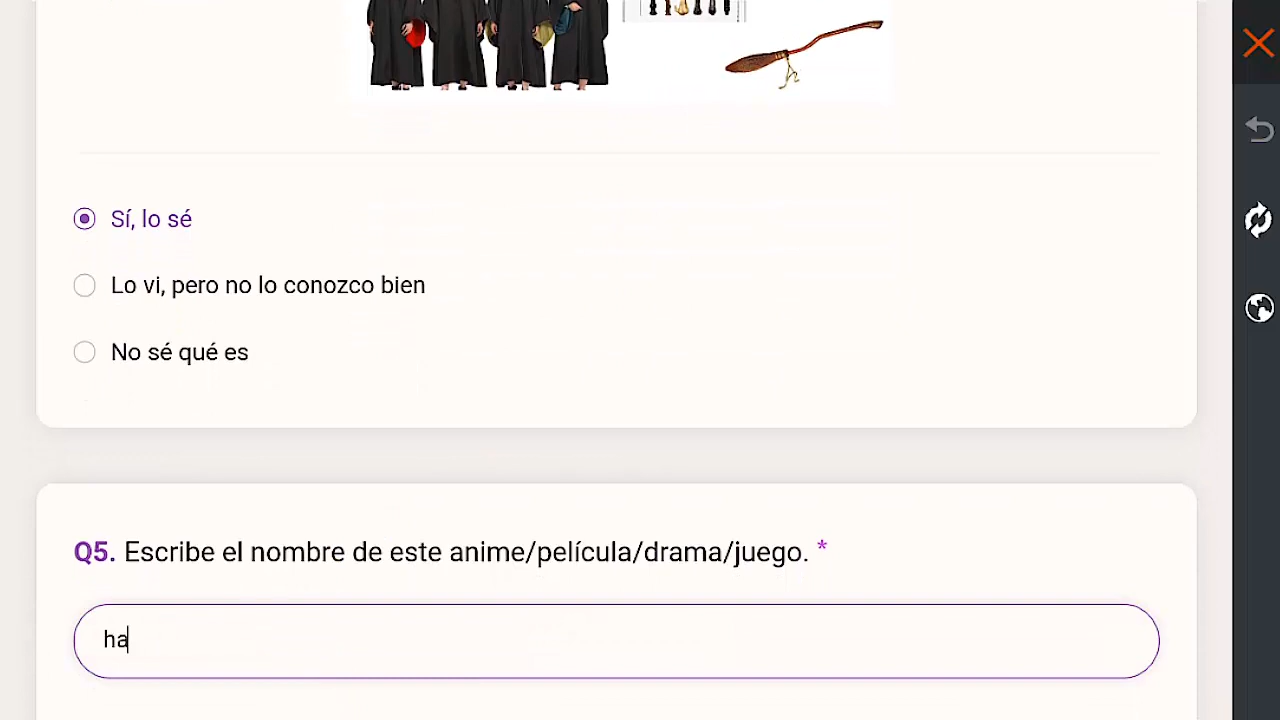 Sí, lo sé
Lo vi, pero no lo conozco bien
No sé qué es
Q5. Escribe el nombre de este anime/película/drama/juego. *
ha